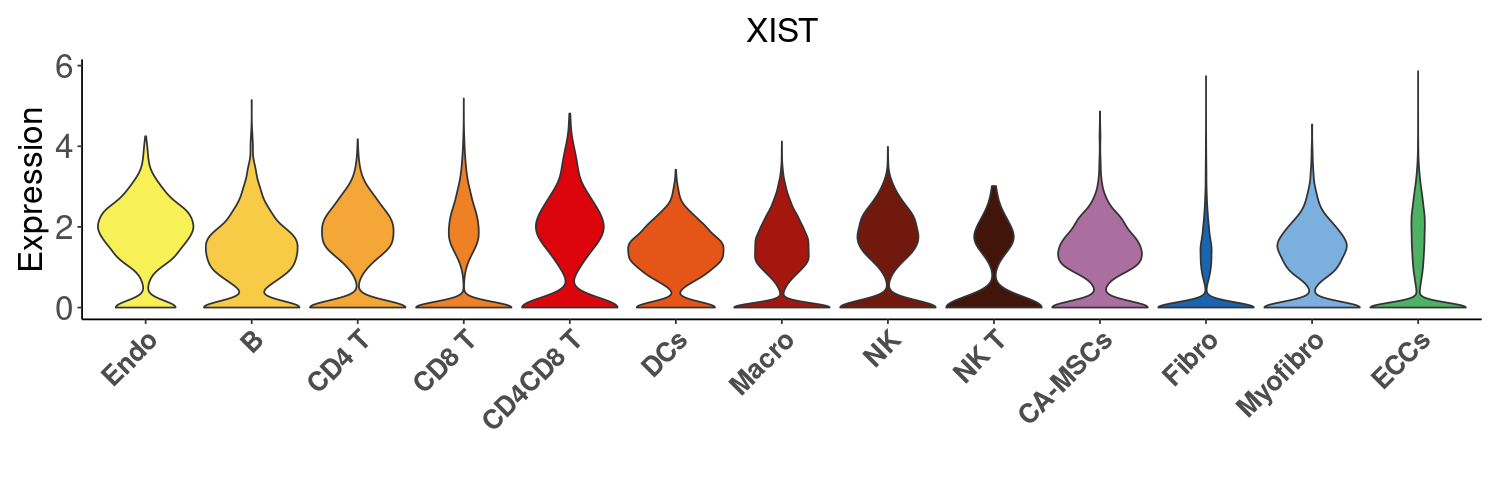 XIST
Expression
6
4
2
0
Endo
B
CD4 T
CD8 T
CD4CD8 T
DCs
Macro
NK
NK T
CA-MSCs
Fibro
Myofibro
ECCs